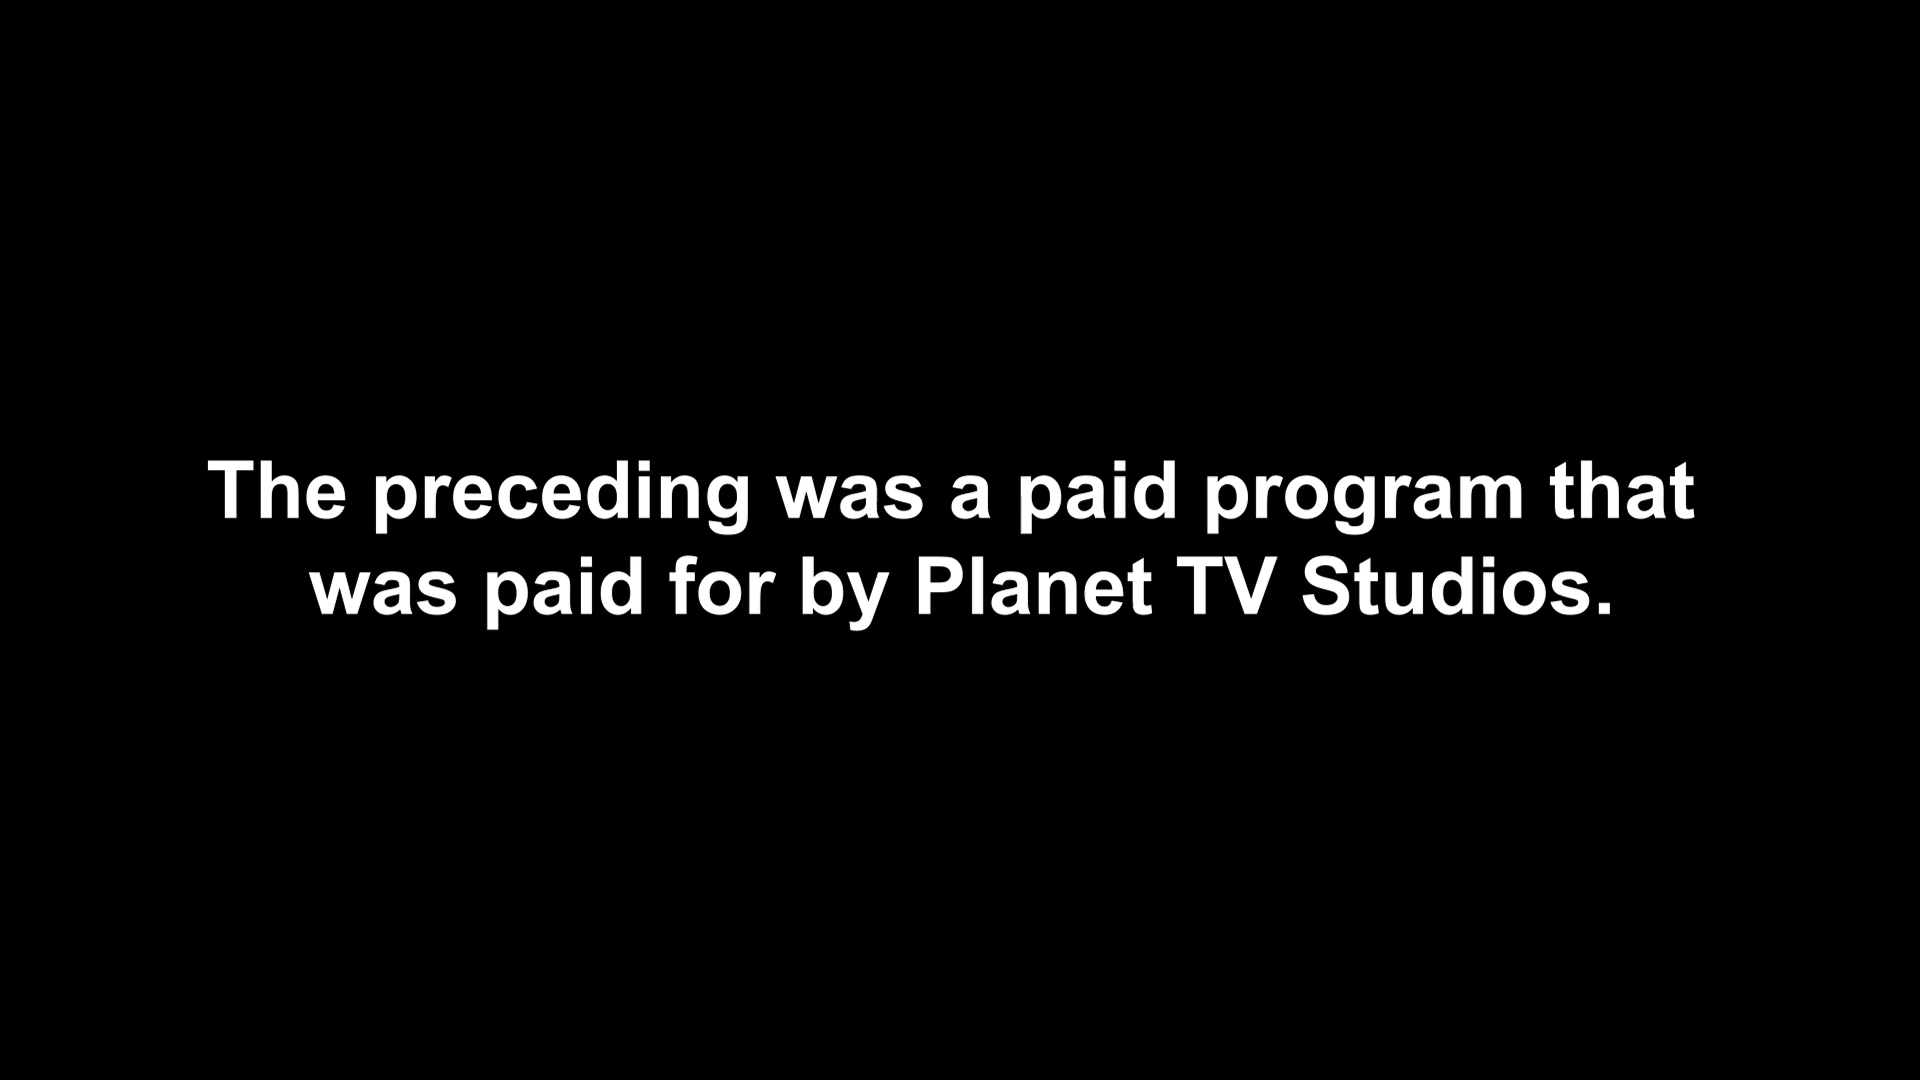 The preceding was a paid program that
was paid for by Planet TV Studios.